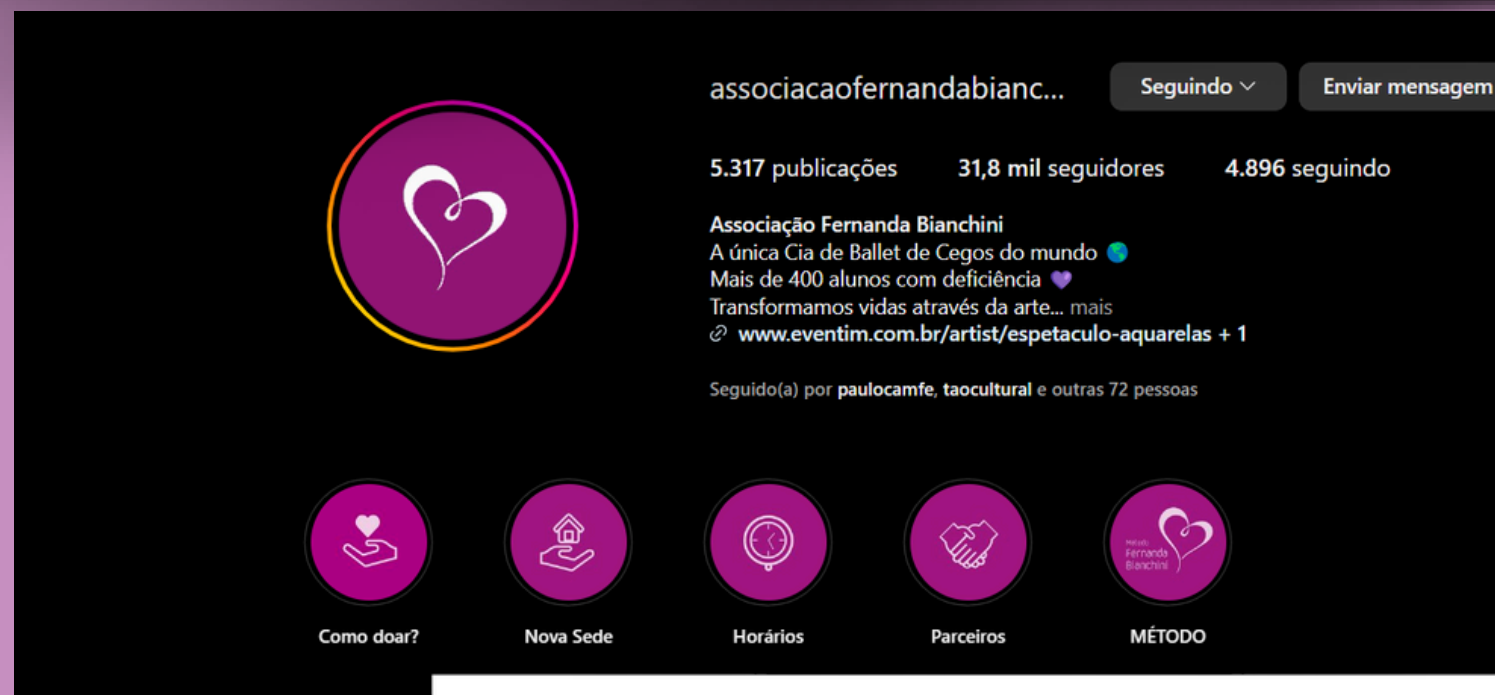 associacaofernandabianc...
Seguindo
Enviar mensagem
5.317 publicações 31,8 mil seguidores 4.896 seguindo
Associação Fernanda Bianchini
A única Cia de Ballet de Cegos do mundo 🌎
Mais de 400 alunos com deficiência 💜
Transformamos vidas através da arte... mais
www.eventim.com.br/artist/espetaculo-aquarelas + 1
Seguido(a) por paulocamfe, taocultural e outras 72 pessoas
Método
Fernanda
Bianchini
Como doar? Nova Sede Horários Parceiros MÉTODO